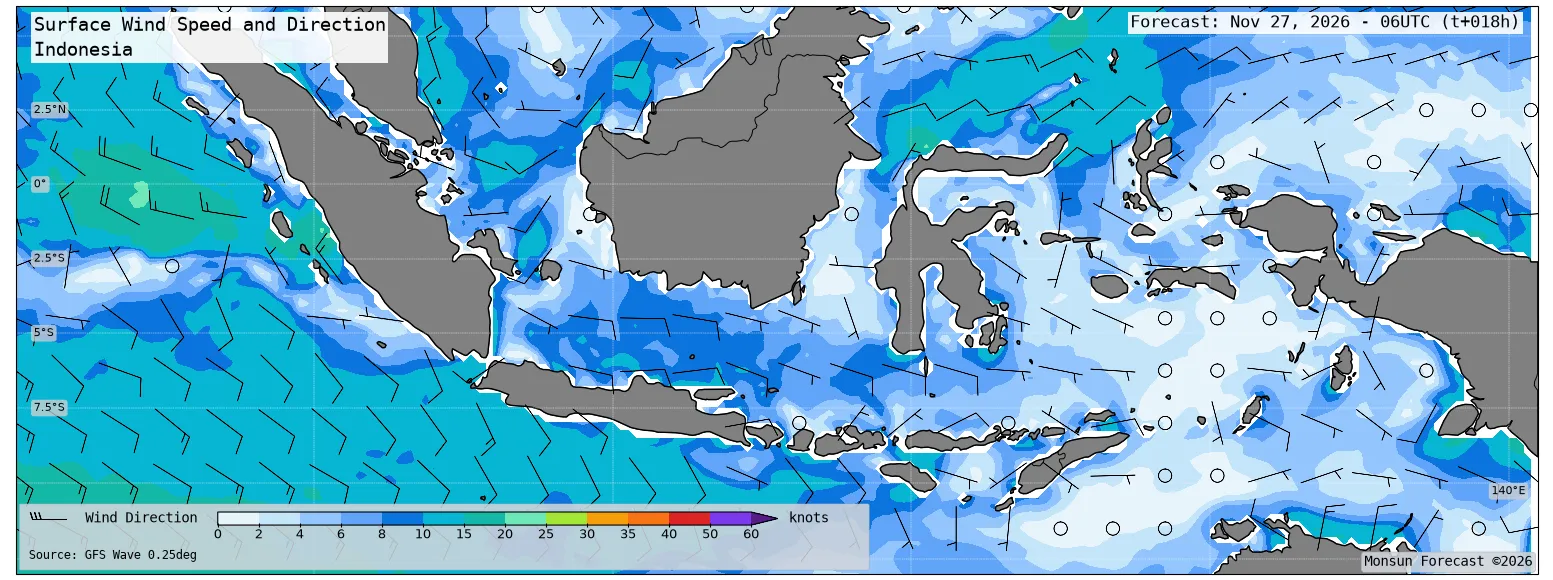 Surface Wind Speed and Direction
Indonesia
Forecast: Nov 27, 2026 - 06UTC (t+018h)
2.5°N
0°
2.5°S
5°S
7.5°S
140°E
Wind Direction
0 2 4 6 8 10 15 20 25 30 35 40 50 60
knots
Source: GFS Wave 0.25deg
Monsun Forecast ©2026